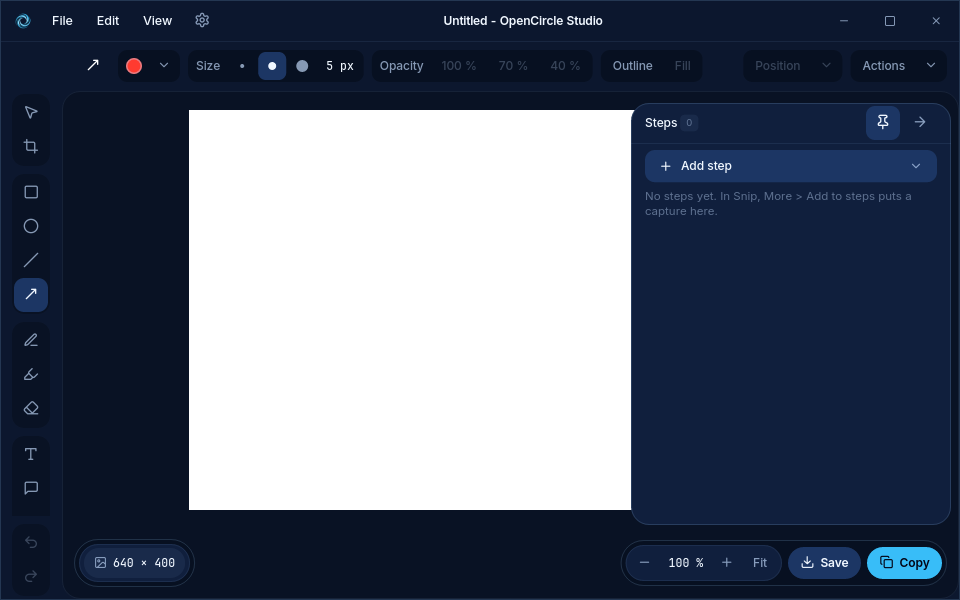 File Edit View Untitled - OpenCircle Studio
Size 5 px Opacity 100 % 70 % 40 % Outline Fill Position Actions
Steps 0
Add step
No steps yet. In Snip, More > Add to steps puts a
capture here.
640 × 400
100 % Fit Save Copy